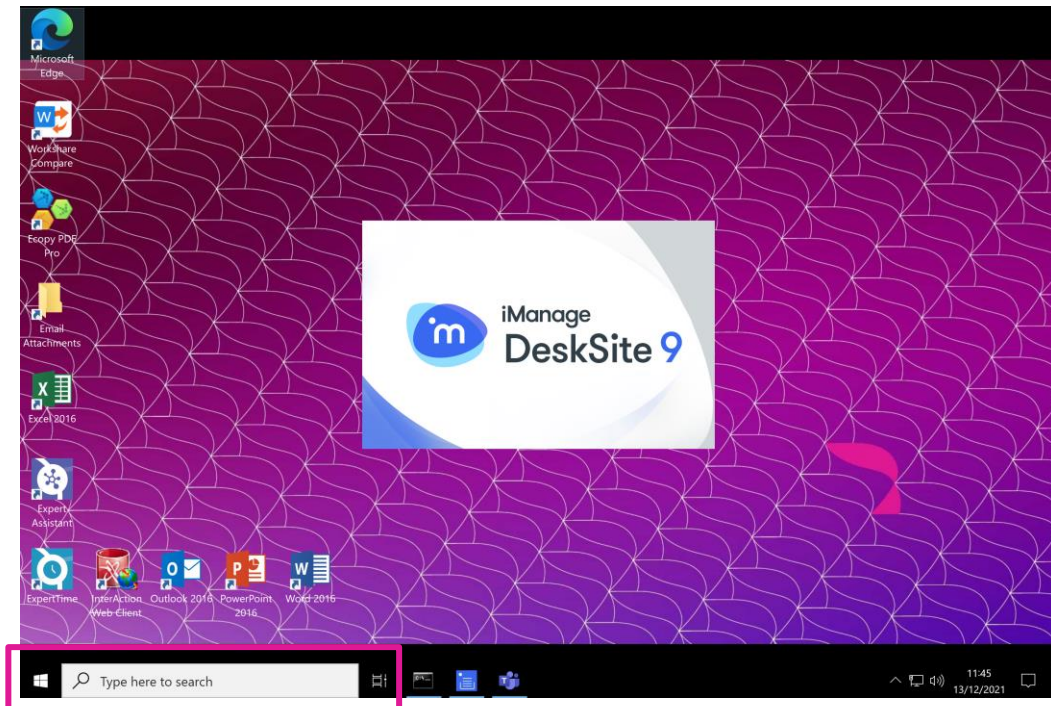 Microsoft
Edge
Workshare
Compare
Ecopy PDF
Pro
Email
Attachments
Excel 2016
Expert
Assistant
ExpertTime
InterAction
Web Client
Outlook 2016
PowerPoint
2016
Word 2016
iManage
DeskSite 9
Type here to search
11:45
13/12/2021